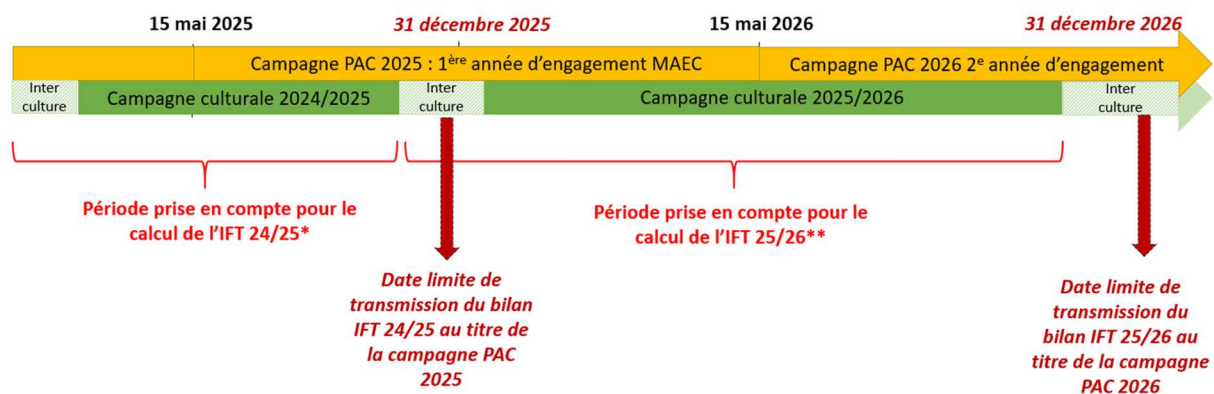 15 mai 2025
31 décembre 2025
15 mai 2026
31 décembre 2026
Campagne PAC 2025 : 1ère année d’engagement MAEC
Campagne PAC 2026 2e année d’engagement
Inter
culture
Campagne culturale 2024/2025
Inter
culture
Campagne culturale 2025/2026
Inter
culture
Période prise en compte pour le
calcul de l’IFT 24/25*
Période prise en compte pour le
calcul de l’IFT 25/26**
Date limite de
transmission du bilan
IFT 24/25 au titre de
la campagne PAC
2025
Date limite de
transmission du
bilan IFT 25/26 au
titre de la campagne
PAC 2026